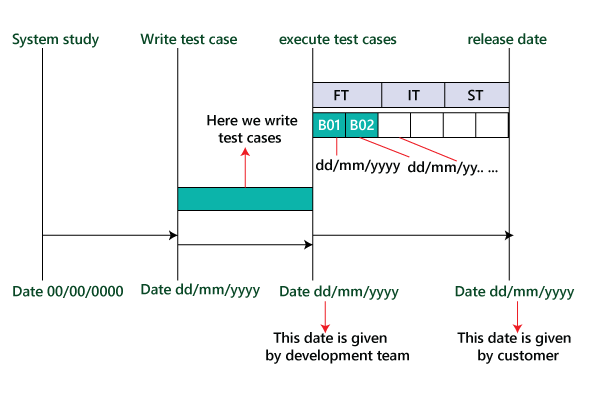 System study
Write test case
execute test cases
release date
FT
IT
ST
B01
B02
Here we write
test cases
dd/mm/yyyy
dd/mm/yy.. ...
Date 00/00/0000
Date dd/mm/yyyy
Date dd/mm/yyyy
Date dd/mm/yyyy
This date is given
by development team
This date is given
by customer